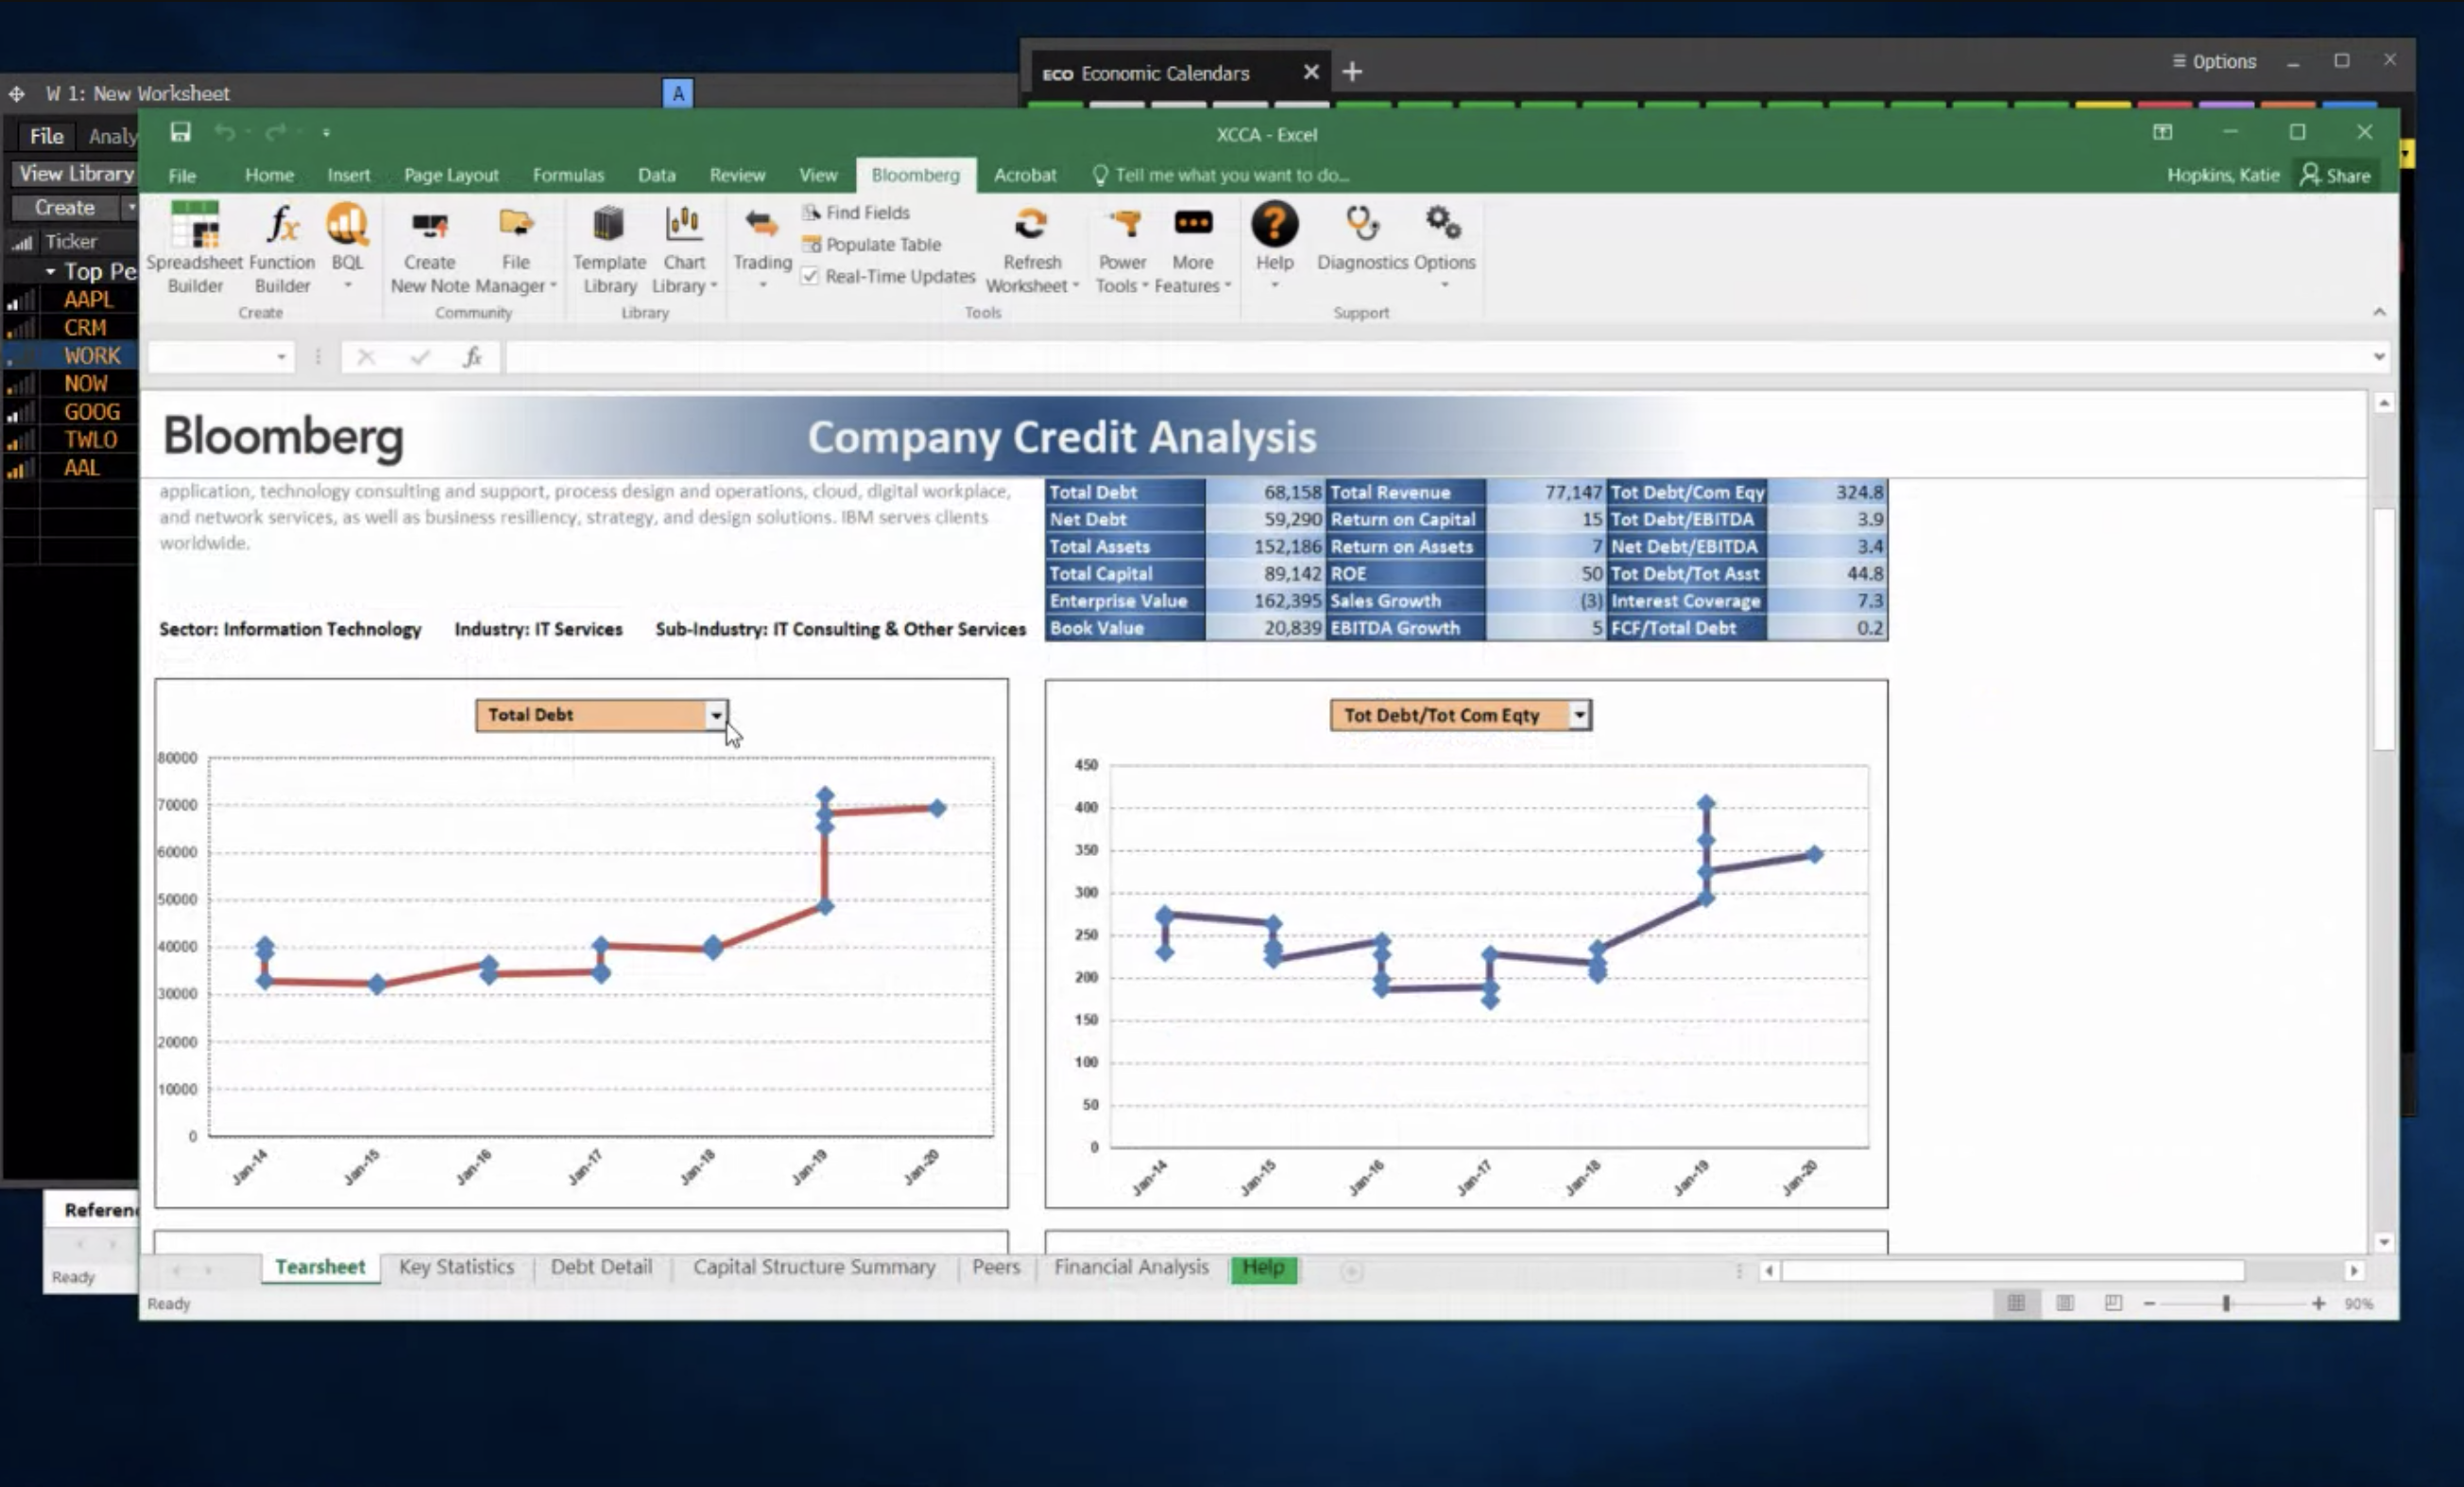 ECO Economic Calendars
Options
W 1: New Worksheet
A
File Analy
View Library
Create
Ticker
Top Pe
AAPL
CRM
WORK
NOW
GOOG
TWLO
AAL
XCCA - Excel
File Home Insert Page Layout Formulas Data Review View Bloomberg Acrobat Tell me what you want to do...
Hopkins, Katie Share
Spreadsheet Builder
Function Builder
BQL
Create
Create New Note
File Manager
Community
Template Library
Chart Library
Library
Trading
Find Fields
Populate Table
Real-Time Updates
Refresh Worksheet
Power Tools
More Features
Tools
Help
Diagnostics
Options
Support
fx
Bloomberg
Company Credit Analysis
application, technology consulting and support, process design and operations, cloud, digital workplace,
and network services, as well as business resiliency, strategy, and design solutions. IBM serves clients
worldwide.
Sector: Information Technology Industry: IT Services Sub-Industry: IT Consulting & Other Services
Total Debt 68,158 Total Revenue 77,147 Tot Debt/Com Eqy 324.8
Net Debt 59,290 Return on Capital 15 Tot Debt/EBITDA 3.9
Total Assets 152,186 Return on Assets 7 Net Debt/EBITDA 3.4
Total Capital 89,142 ROE 50 Tot Debt/Tot Asst 44.8
Enterprise Value 162,395 Sales Growth (3) Interest Coverage 7.3
Book Value 20,839 EBITDA Growth 5 FCF/Total Debt 0.2
Total Debt
80000
70000
60000
50000
40000
30000
20000
10000
0
Jan-14 Jan-15 Jan-16 Jan-17 Jan-18 Jan-19 Jan-20
Tot Debt/Tot Com Eqty
450
400
350
300
250
200
150
100
50
0
Jan-14 Jan-15 Jan-16 Jan-17 Jan-18 Jan-19 Jan-20
Referen
Ready
Tearsheet Key Statistics Debt Detail Capital Structure Summary Peers Financial Analysis Help
Ready
90%